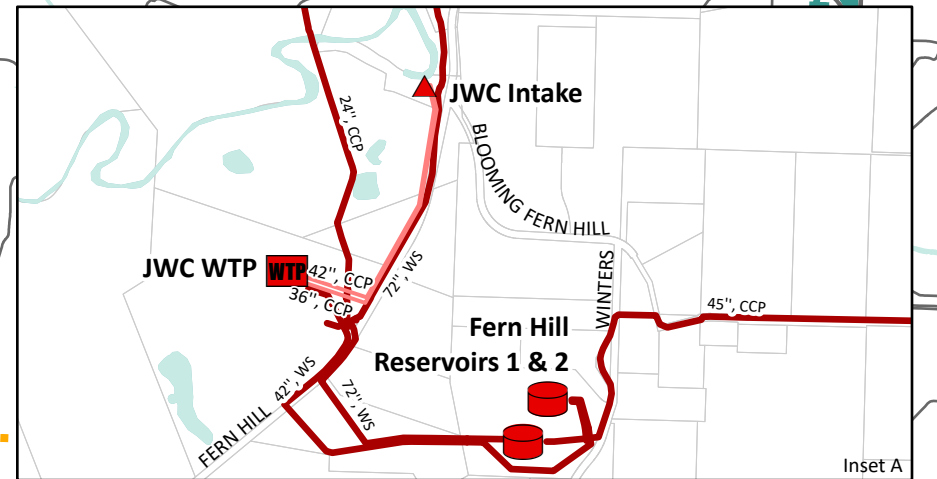 JWC Intake
24", CCP
BLOOMING FERN HILL
JWC WTP
WTP
42", CCP
36", CCP
72", WS
WINTERS
45", CCP
Fern Hill
Reservoirs 1 & 2
42", WS
72", WS
FERN HILL
Inset A